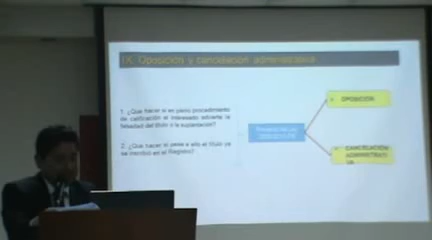 IX. Oposición y cancelación administrativa
1. ¿Qué hacer si en pleno procedimiento
de calificación el interesado advierte la
falsedad del título o la suplantación?
2. ¿Qué hacer si pese a ello el título ya
se inscribió en el Registro?
OPOSICIÓN
CANCELACIÓN
ADMINISTRATI
VA